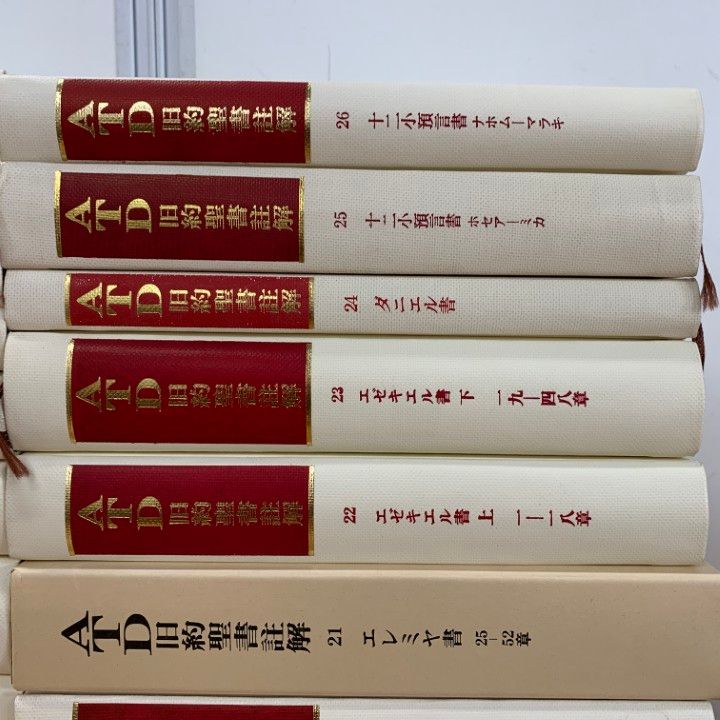 ATD 旧約聖書註解 26 十二小預言書 ナホム―マラキ
ATD 旧約聖書註解 25 十二小預言書 ホセア―ミカ
ATD 旧約聖書註解 24 ダニエル書
ATD 旧約聖書註解 23 エゼキエル書 下 一九―四八章
ATD 旧約聖書註解 22 エゼキエル書 上 一―一八章
ATD 旧約聖書註解 21 エレミヤ書 25―52章